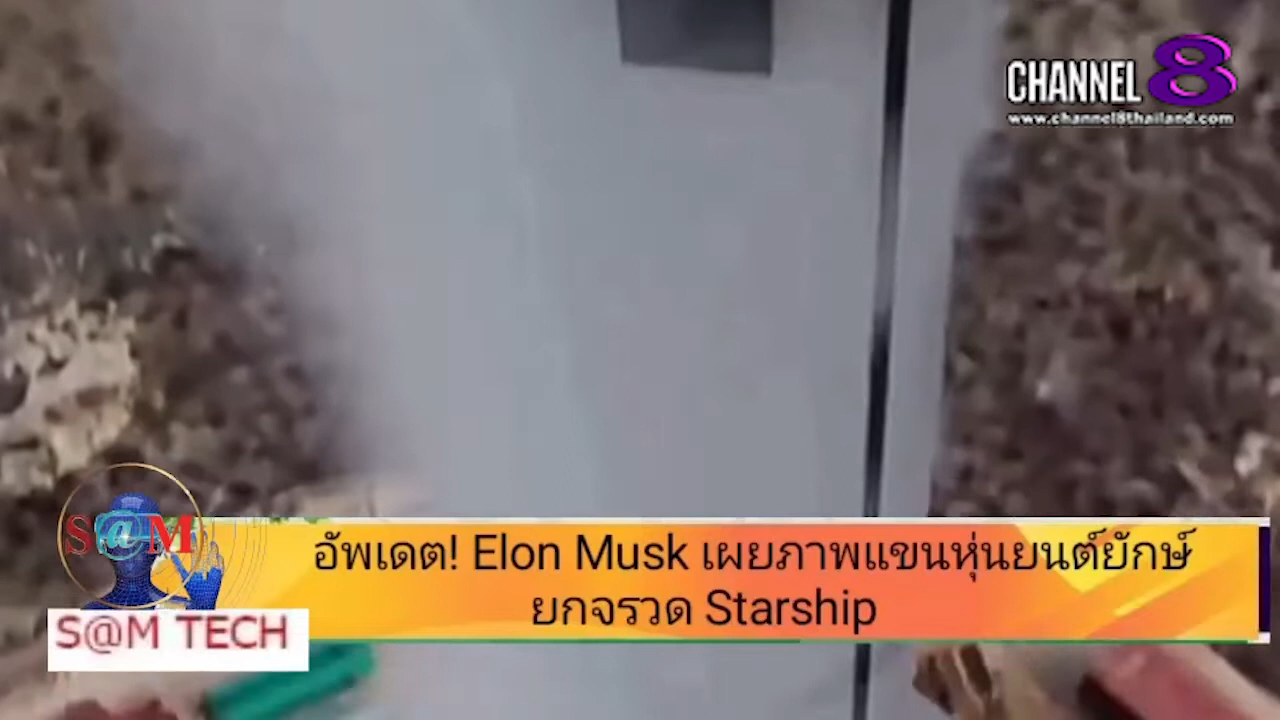 CHANNEL 8
www.channel8thailand.com
S@M
อัพเดต! Elon Musk เผยภาพแขนหุ่นยนต์ยักษ์
ยกจรวด Starship
S@M TECH